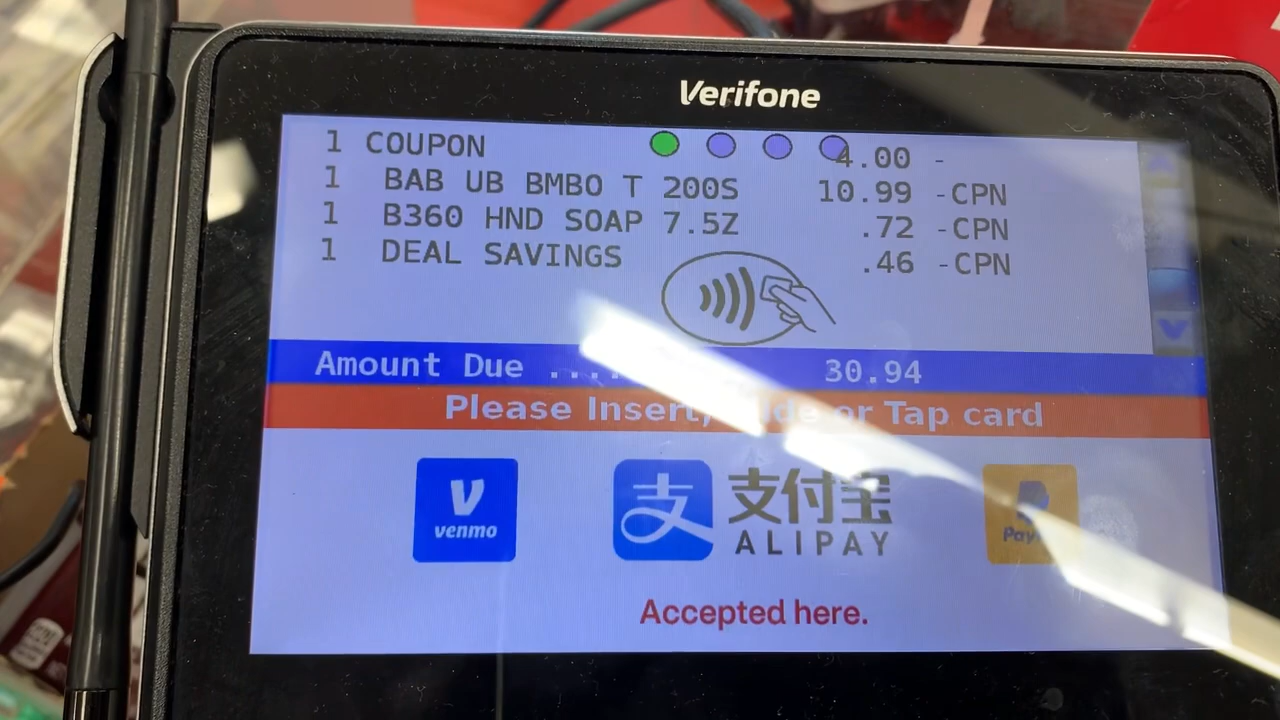 Verifone
1 COUPON 4.00 -
1 BAB UB BMBO T 200S 10.99 -CPN
1 B360 HND SOAP 7.5Z .72 -CPN
1 DEAL SAVINGS .46 -CPN
Amount Due .... 30.94
Please Insert, or Tap card
venmo
支付宝
ALIPAY
Accepted here.